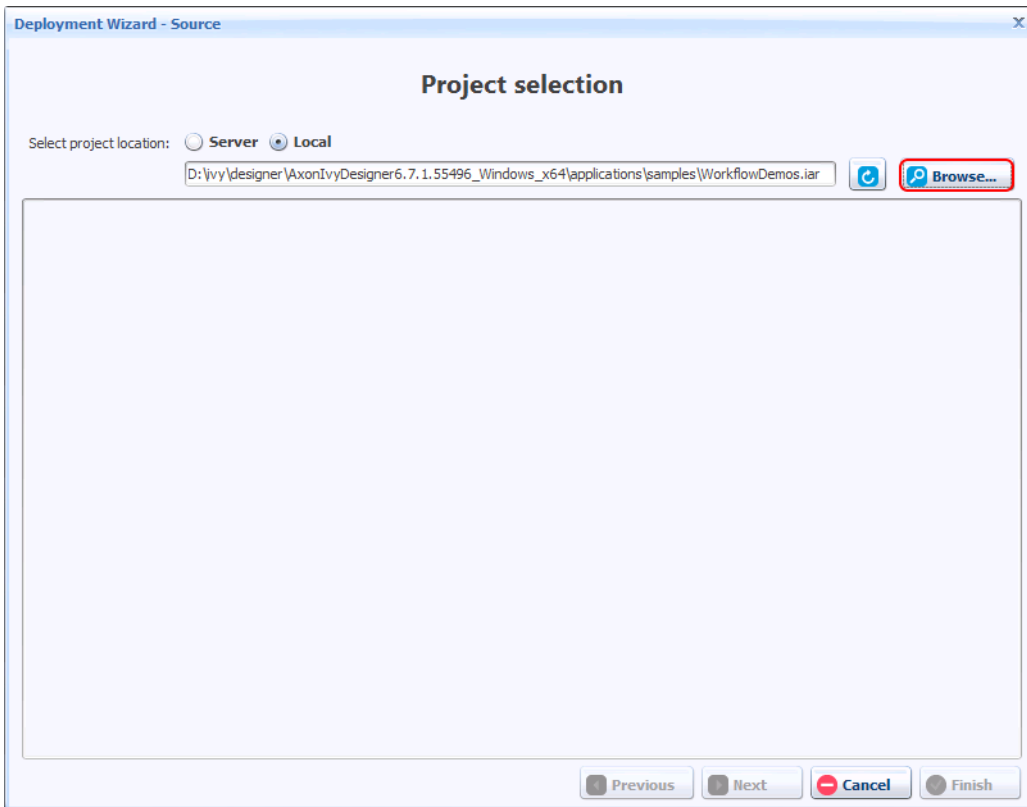 Deployment Wizard - Source
Project selection
Select project location: Server Local
D:\ivy\designer\AxonIvyDesigner6.7.1.55496_Windows_x64\applications\samples\WorkflowDemos.iar Browse...
Previous Next Cancel Finish